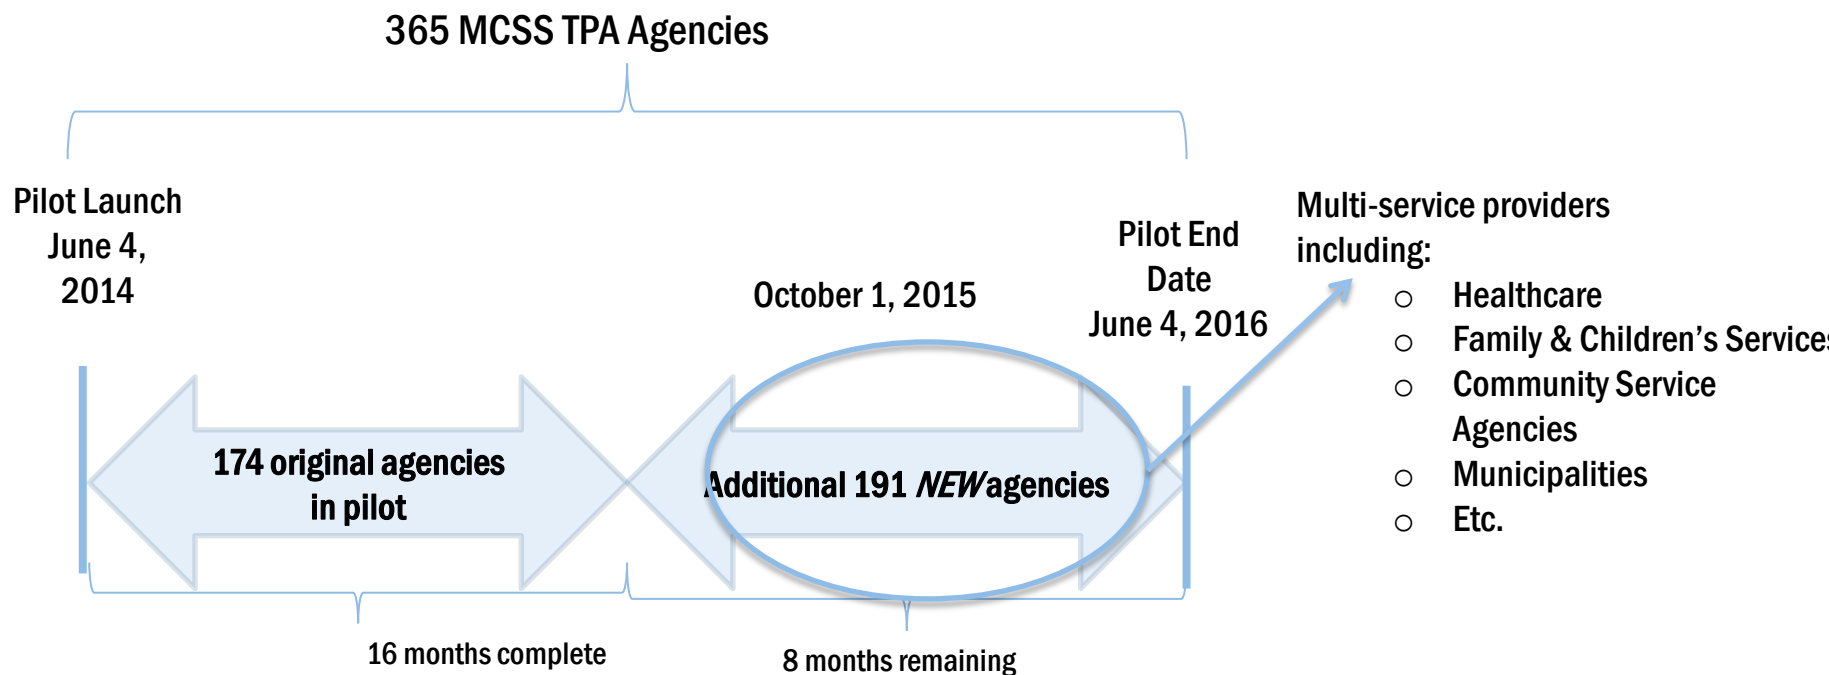 365 MCSS TPA Agencies
Pilot Launch
June 4,
2014
October 1, 2015
Pilot End
Date
June 4, 2016
Multi-service providers
including:
o Healthcare
o Family & Children's Services
o Community Service
Agencies
o Municipalities
o Etc.
174 original agencies
in pilot
Additional 191 NEW agencies
16 months complete
8 months remaining